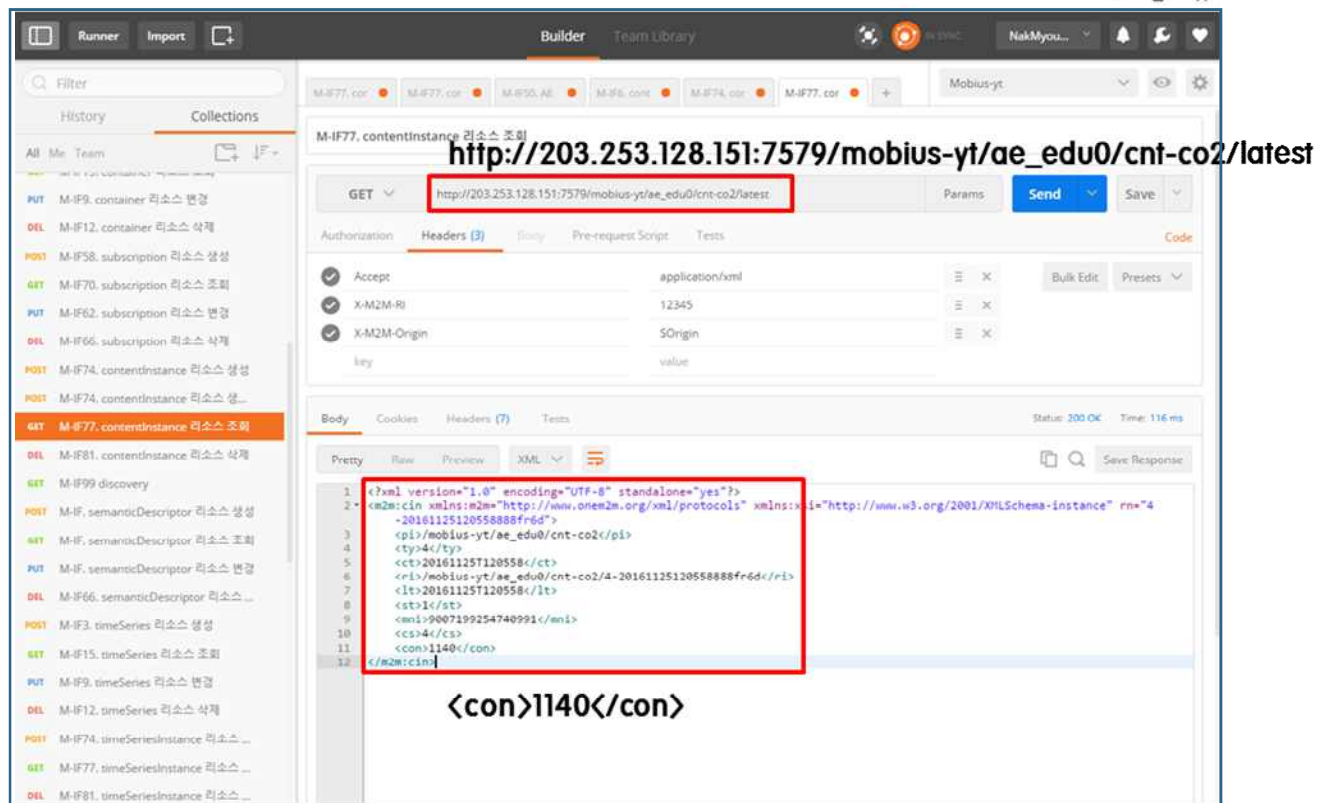 Runner Import Builder Team Library IN SYNC NakMyou...
Filter
History Collections
All Me Team
PUT M-IF9. container 리소스 변경
DEL M-IF12. container 리소스 삭제
POST M-IF58. subscription 리소스 생성
GET M-IF70. subscription 리소스 조회
PUT M-IF62. subscription 리소스 변경
DEL M-IF66. subscription 리소스 삭제
POST M-IF74. contentInstance 리소스 생성
POST M-IF74. contentInstance 리소스 생...
GET M-IF77. contentInstance 리소스 조회
DEL M-IF81. contentInstance 리소스 삭제
GET M-IF99 discovery
POST M-IF. semanticDescriptor 리소스 생성
GET M-IF. semanticDescriptor 리소스 조회
PUT M-IF. semanticDescriptor 리소스 변경
DEL M-IF66. semanticDescriptor 리소스 ...
POST M-IF3. timeSeries 리소스 생성
GET M-IF15. timeSeries 리소스 조회
PUT M-IF9. timeSeries 리소스 변경
DEL M-IF12. timeSeries 리소스 삭제
POST M-IF74. timeSeriesInstance 리소스 ...
GET M-IF77. timeSeriesInstance 리소스 ...
DEL M-IF81. timeSeriesInstance 리소스 ...
M-IF77. cor M-IF77. cor M-IF50. AE M-IF6. cont M-IF74. cor M-IF77. cor + Mobius-yt
M-IF77. contentInstance 리소스 조회
http://203.253.128.151:7579/mobius-yt/ae_edu0/cnt-co2/latest
GET http://203.253.128.151:7579/mobius-yt/ae_edu0/cnt-co2/latest Params Send Save
Authorization Headers (3) Body Pre-request Script Tests Code
Accept application/xml Bulk Edit Presets
X-M2M-RI 12345
X-M2M-Origin SOrigin
key value
Body Cookies Headers (7) Tests Status: 200 OK Time: 116 ms
Pretty Raw Preview XML Save Response
1 <?xml version="1.0" encoding="UTF-8" standalone="yes"?>
2 <m2m:cin xmlns:m2m="http://www.onem2m.org/xml/protocols" xmlns:xsi="http://www.w3.org/2001/XMLSchema-instance" rn="4
-20161125120558888fr6d">
3 <pi>/mobius-yt/ae_edu0/cnt-co2</pi>
4 <ty>4</ty>
5 <ct>20161125T120558</ct>
6 <ri>/mobius-yt/ae_edu0/cnt-co2/4-20161125120558888fr6d</ri>
7 <lt>20161125T120558</lt>
8 <st>1</st>
9 <mni>9007199254740991</mni>
10 <cs>4</cs>
11 <con>1140</con>
12 </m2m:cin>
<con>1140</con>